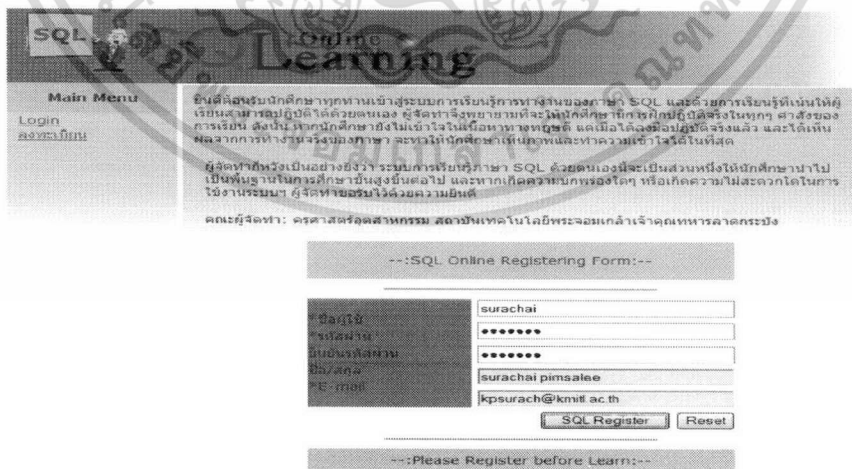 SQL
Online
Learning
Main Menu
Login
ลงทะเบียน
ยินดีต้อนรับนักศึกษาทุกท่านเข้าสู่ระบบการเรียนรู้การทำงานของภาษา SQL และด้วยการเรียนรู้ที่เน้นให้ผู้
เรียนสามารถปฏิบัติได้ด้วยตนเอง ผู้จัดทำจึงพยายามที่จะให้นักศึกษามีการฝึกปฏิบัติจริงในทุกๆ คำสั่งของ
การเรียน ดังนั้น หากนักศึกษายังไม่เข้าใจในเนื้อหาทางทฤษฎี แต่เมื่อได้ลงมือปฏิบัติจริงแล้ว และได้เห็น
ผลจากการทำงานจริงของภาษา จะทำให้นักศึกษาเห็นภาพและทำความเข้าใจได้ในที่สุด
ผู้จัดทำก็หวังเป็นอย่างยิ่งว่า ระบบการเรียนรู้ภาษา SQL ด้วยตนเองนี้จะเป็นส่วนหนึ่งให้นักศึกษานำไป
เป็นพื้นฐานในการศึกษาขั้นสูงขึ้นต่อไป และหากเกิดความบกพร่องใดๆ หรือเกิดความไม่สะดวกใดในการ
ใช้งานระบบฯ ผู้จัดทำขอรับไว้ด้วยความยินดี
คณะผู้จัดทำ: ครุศาสตร์อุตสาหกรรม สถาบันเทคโนโลยีพระจอมเกล้าเจ้าคุณทหารลาดกระบัง
--:SQL Online Registering Form:--
*ชื่อผู้ใช้ surachai
*รหัสผ่าน •••••••
ยืนยันรหัสผ่าน •••••••
ชื่อ/สกุล surachai pimsalee
*E-mail kpsurach@kmitl.ac.th
SQL Register Reset
--:Please Register before Learn:--